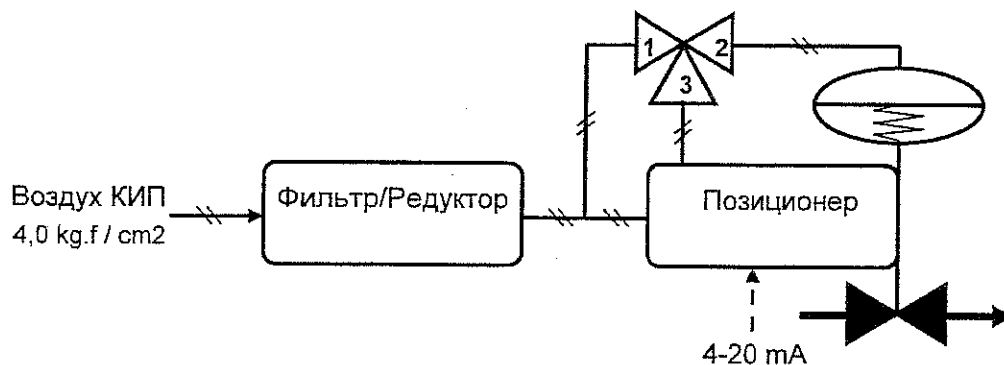 1 2
3
Воздух КИП
4,0 kg.f / cm2
Фильтр/Редуктор
Позиционер
4-20 mA